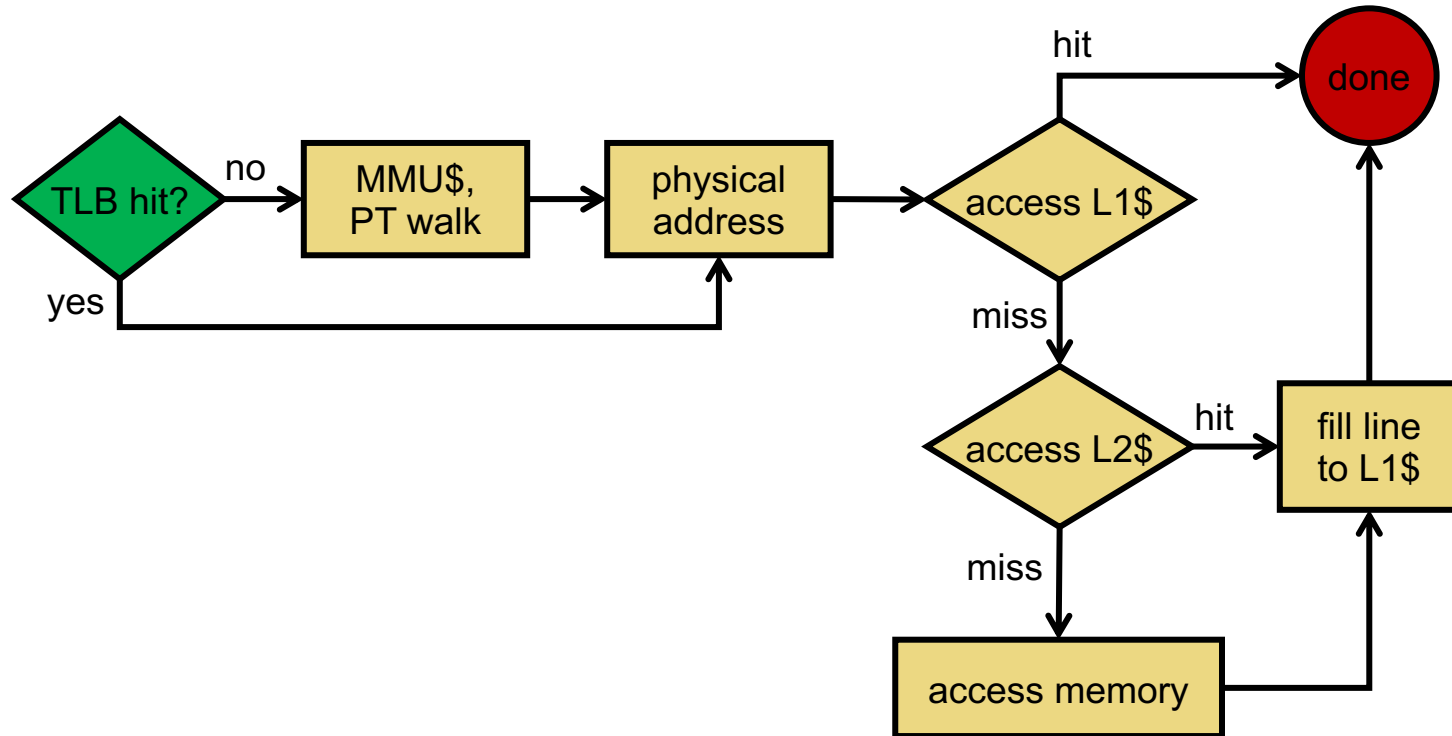 hit
done
TLB hit?
no
MMU$,
PT walk
physical
address
access L1$
yes
miss
access L2$
hit
fill line
to L1$
miss
access memory